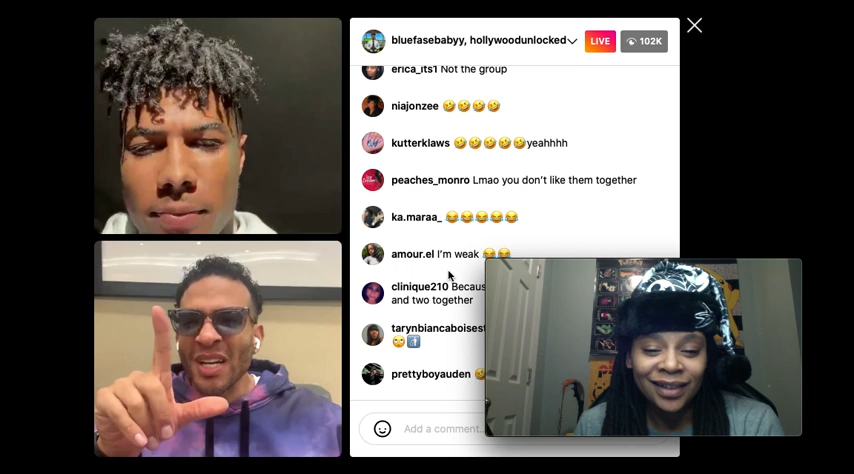 bluefasebabyy, hollywoodunlocked
LIVE
102K
erica_its1 Not the group
niajonzee 🤣🤣🤣🤣
kutterklaws 🤣🤣🤣🤣🤣yeahhhh
peaches_monro Lmao you don’t like them together
ka.maraa_ 😂😂😂😂😂
amour.el I’m weak 😂😂
clinique210
and two together
prettyboyauden
Add a comment...